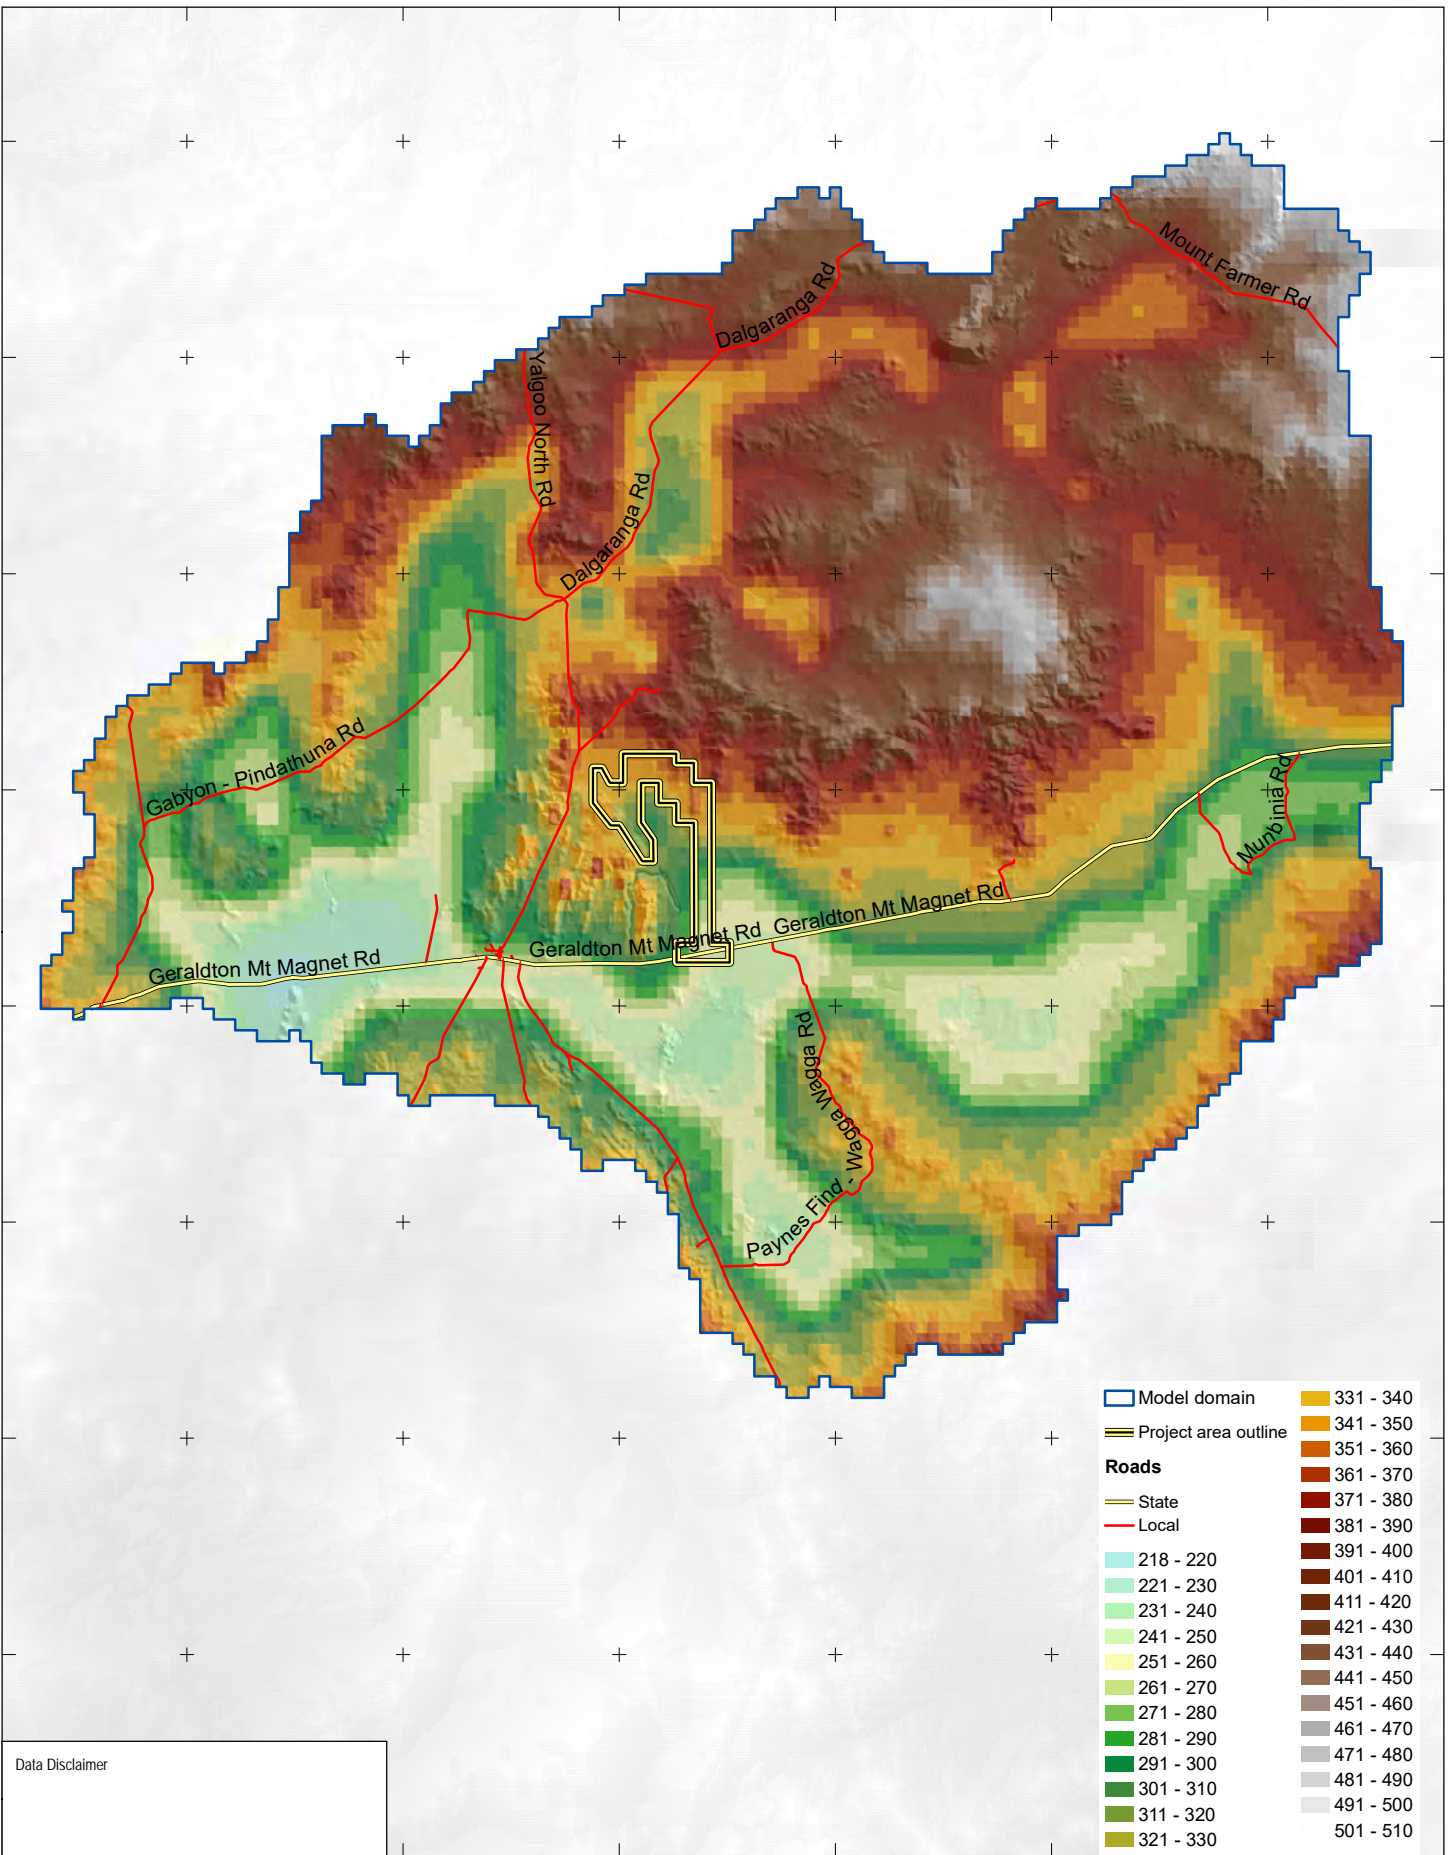 Mount Farmer Rd
Dalgaranga Rd
Yalgoo North Rd
Dalgaranga Rd
Gabyon - Pindathuna Rd
Munbinia Rd
Geraldton Mt Magnet Rd
Geraldton Mt Magnet Rd
Geraldton Mt Magnet Rd
Paynes Find - Wagga Wagga Rd
Model domain
Project area outline
Roads
State
Local
218 - 220
221 - 230
231 - 240
241 - 250
251 - 260
261 - 270
271 - 280
281 - 290
291 - 300
301 - 310
311 - 320
321 - 330
331 - 340
341 - 350
351 - 360
361 - 370
371 - 380
381 - 390
391 - 400
401 - 410
411 - 420
421 - 430
431 - 440
441 - 450
451 - 460
461 - 470
471 - 480
481 - 490
491 - 500
501 - 510
Data Disclaimer